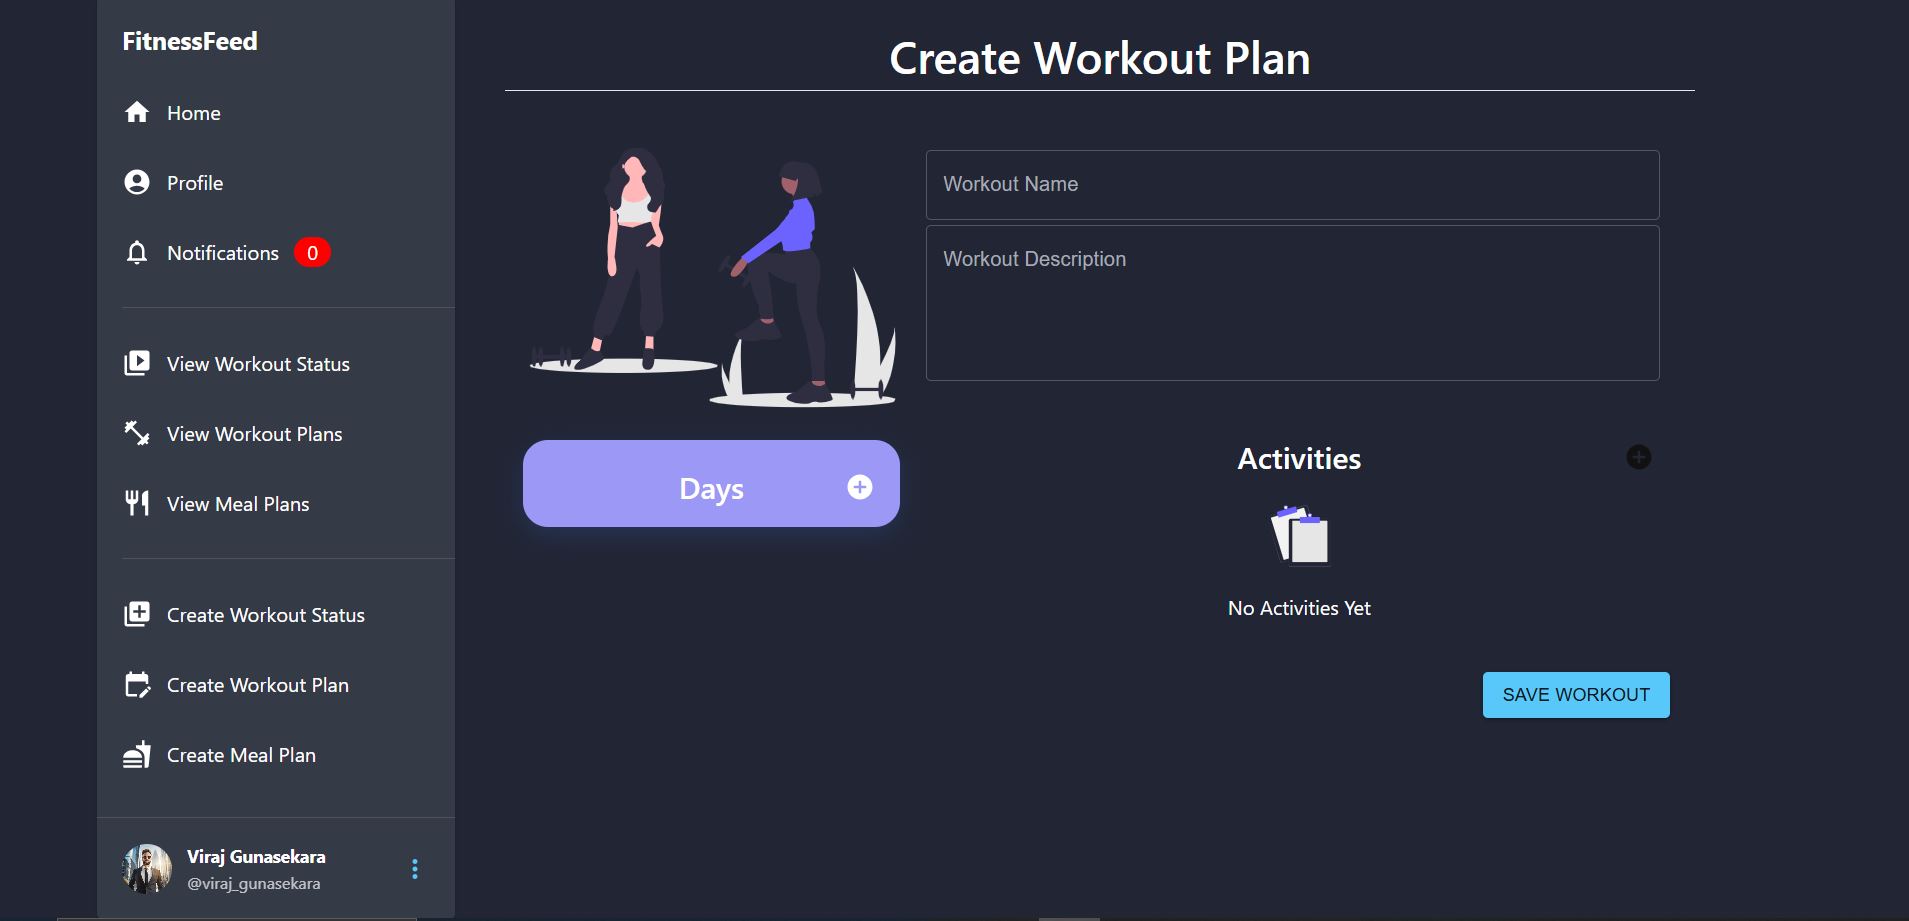 FitnessFeed
Home
Profile
Notifications 0
View Workout Status
View Workout Plans
View Meal Plans
Create Workout Status
Create Workout Plan
Create Meal Plan
Viraj Gunasekara
@viraj_gunasekara
Create Workout Plan
Workout Name
Workout Description
Days
Activities
No Activities Yet
SAVE WORKOUT